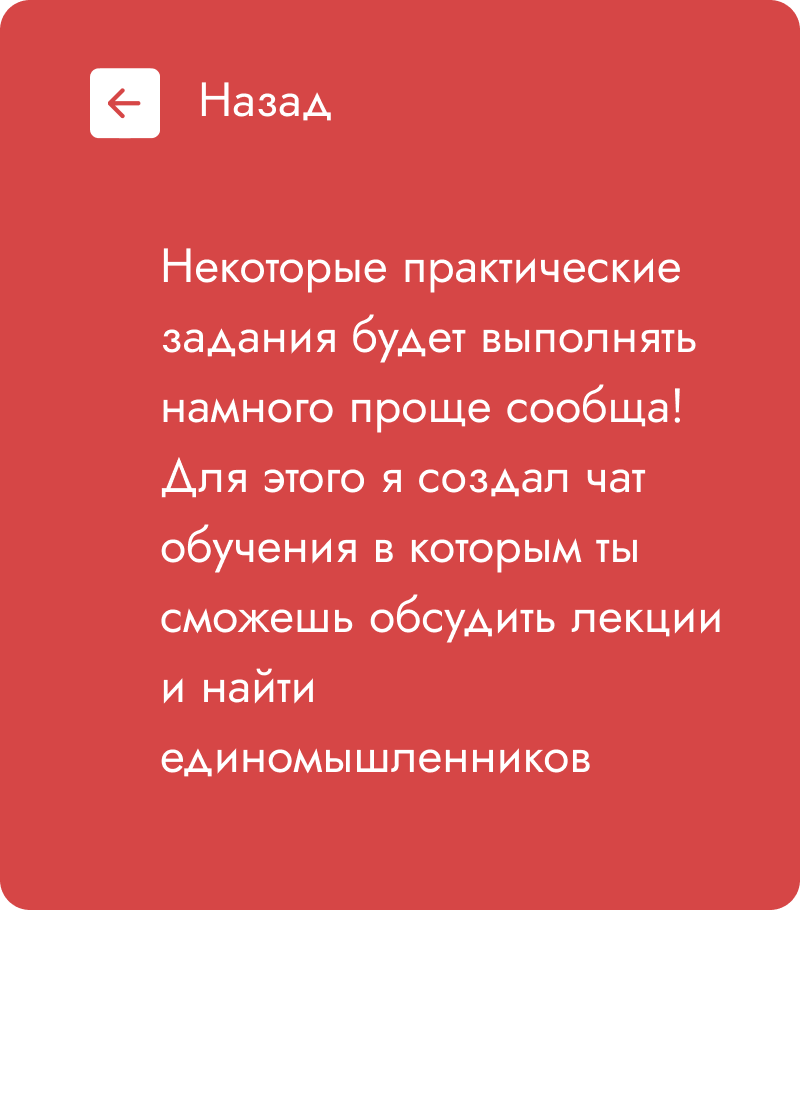 Назад
Некоторые практические
задания будет выполнять
намного проще сообща!
Для этого я создал чат
обучения в которым ты
сможешь обсудить лекции
и найти
единомышленников